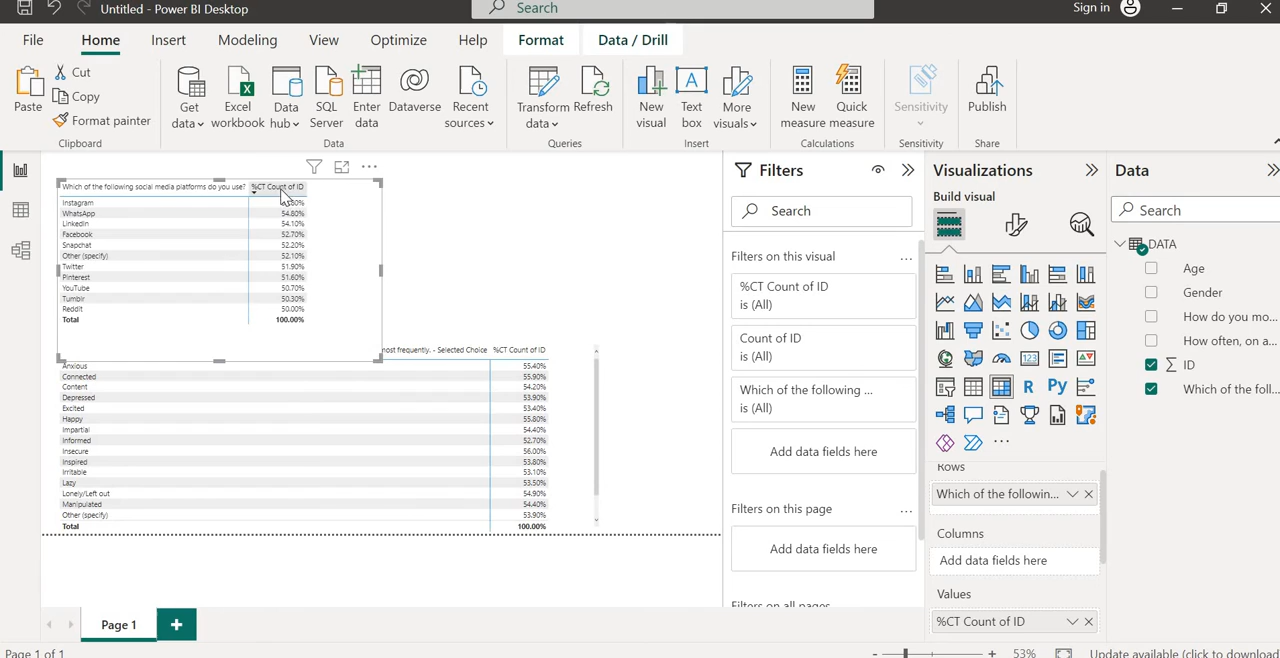 Untitled - Power BI Desktop
Search
Sign in
File
Home
Insert
Modeling
View
Optimize
Help
Format
Data / Drill
Paste
Cut
Copy
Format painter
Clipboard
Get data
Excel workbook
Data hub
SQL Server
Enter data
Dataverse
Recent sources
Data
Transform data
Refresh
Queries
New visual
Text box
More visuals
Insert
New measure
Quick measure
Calculations
Sensitivity
Sensitivity
Publish
Share
Which of the following social media platforms do you use? %CT Count of ID
Instagram
WhatsApp 54.80%
LinkedIn 54.10%
Facebook 52.70%
Snapchat 52.20%
Other (specify) 52.10%
Twitter 51.90%
Pinterest 51.60%
YouTube 50.70%
Tumblr 50.30%
Reddit 50.00%
Total 100.00%
most frequently. - Selected Choice %CT Count of ID
Anxious 55.40%
Connected 55.90%
Content 54.20%
Depressed 53.90%
Excited 53.40%
Happy 55.80%
Impartial 54.40%
Informed 52.70%
Insecure 56.00%
Inspired 53.80%
Irritable 53.10%
Lazy 53.50%
Lonely/Left out 54.90%
Manipulated 54.40%
Other (specify) 53.90%
Total 100.00%
Filters
Search
Filters on this visual ...
%CT Count of ID
is (All)
Count of ID
is (All)
Which of the following ...
is (All)
Add data fields here
Filters on this page ...
Add data fields here
Filters on all pages
Visualizations
Build visual
123
R
Py
...
Rows
Which of the followin...
Columns
Add data fields here
Values
%CT Count of ID
Data
Search
DATA
Age
Gender
How do you mo...
How often, on a...
∑ ID
Which of the foll...
Page 1
+
Page 1 of 1
- + 53%
Update available (click to download